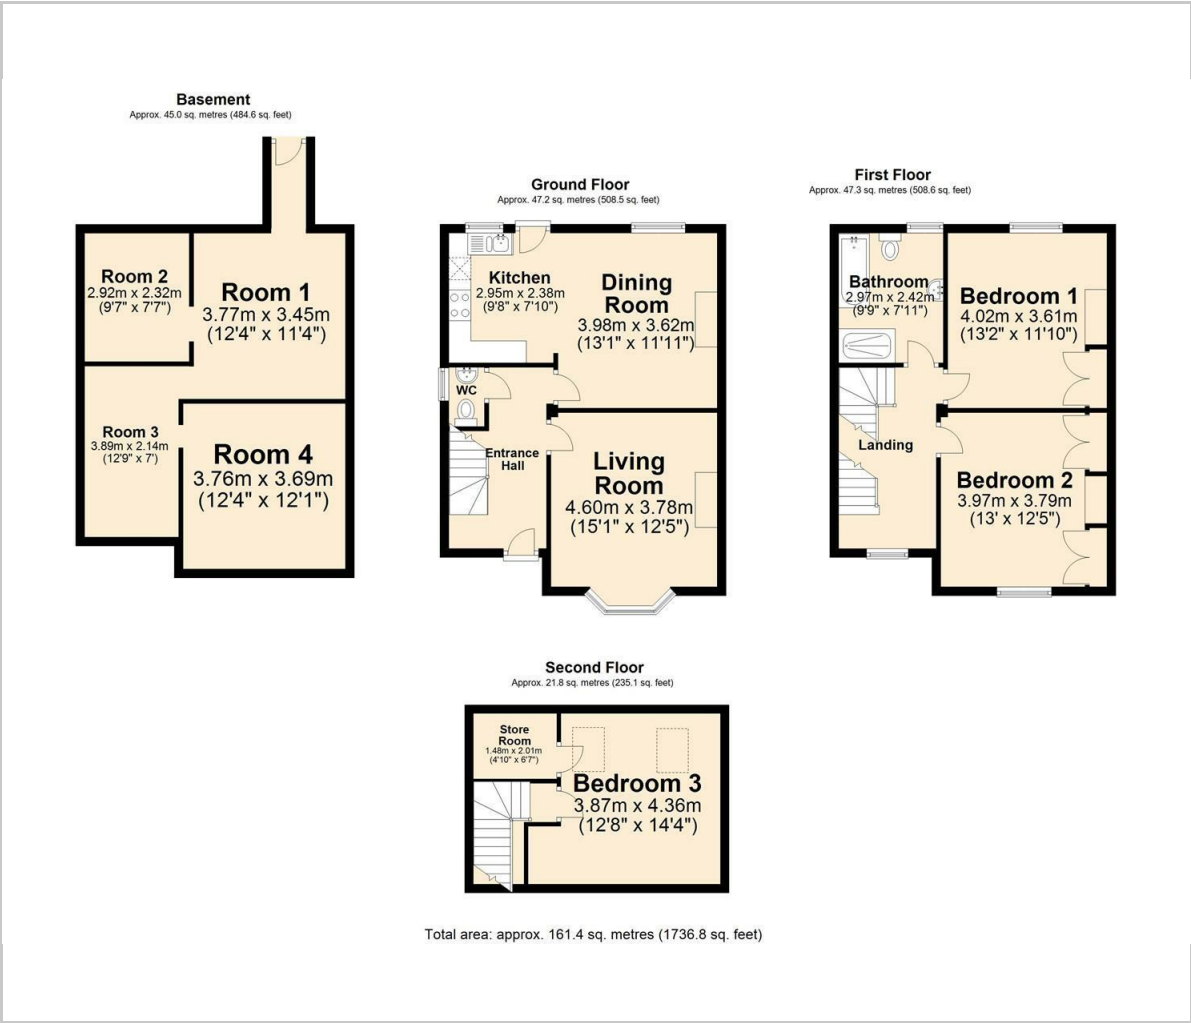 Basement
Approx. 45.0 sq. metres (484.6 sq. feet)
Room 2
2.92m x 2.32m
(9'7" x 7'7")
Room 1
3.77m x 3.45m
(12'4" x 11'4")
Room 3
3.89m x 2.14m
(12'9" x 7')
Room 4
3.76m x 3.69m
(12'4" x 12'1")
Ground Floor
Approx. 47.2 sq. metres (508.5 sq. feet)
Kitchen
2.95m x 2.38m
(9'8" x 7'10")
Dining
Room
3.98m x 3.62m
(13'1" x 11'11")
WC
Entrance
Hall
Living
Room
4.60m x 3.78m
(15'1" x 12'5")
First Floor
Approx. 47.3 sq. metres (508.6 sq. feet)
Bathroom
2.97m x 2.42m
(9'9" x 7'11")
Bedroom 1
4.02m x 3.61m
(13'2" x 11'10")
Landing
Bedroom 2
3.97m x 3.79m
(13' x 12'5")
Second Floor
Approx. 21.8 sq. metres (235.1 sq. feet)
Store
Room
1.48m x 2.01m
(4'10" x 6'7")
Bedroom 3
3.87m x 4.36m
(12'8" x 14'4")
Total area: approx. 161.4 sq. metres (1736.8 sq. feet)